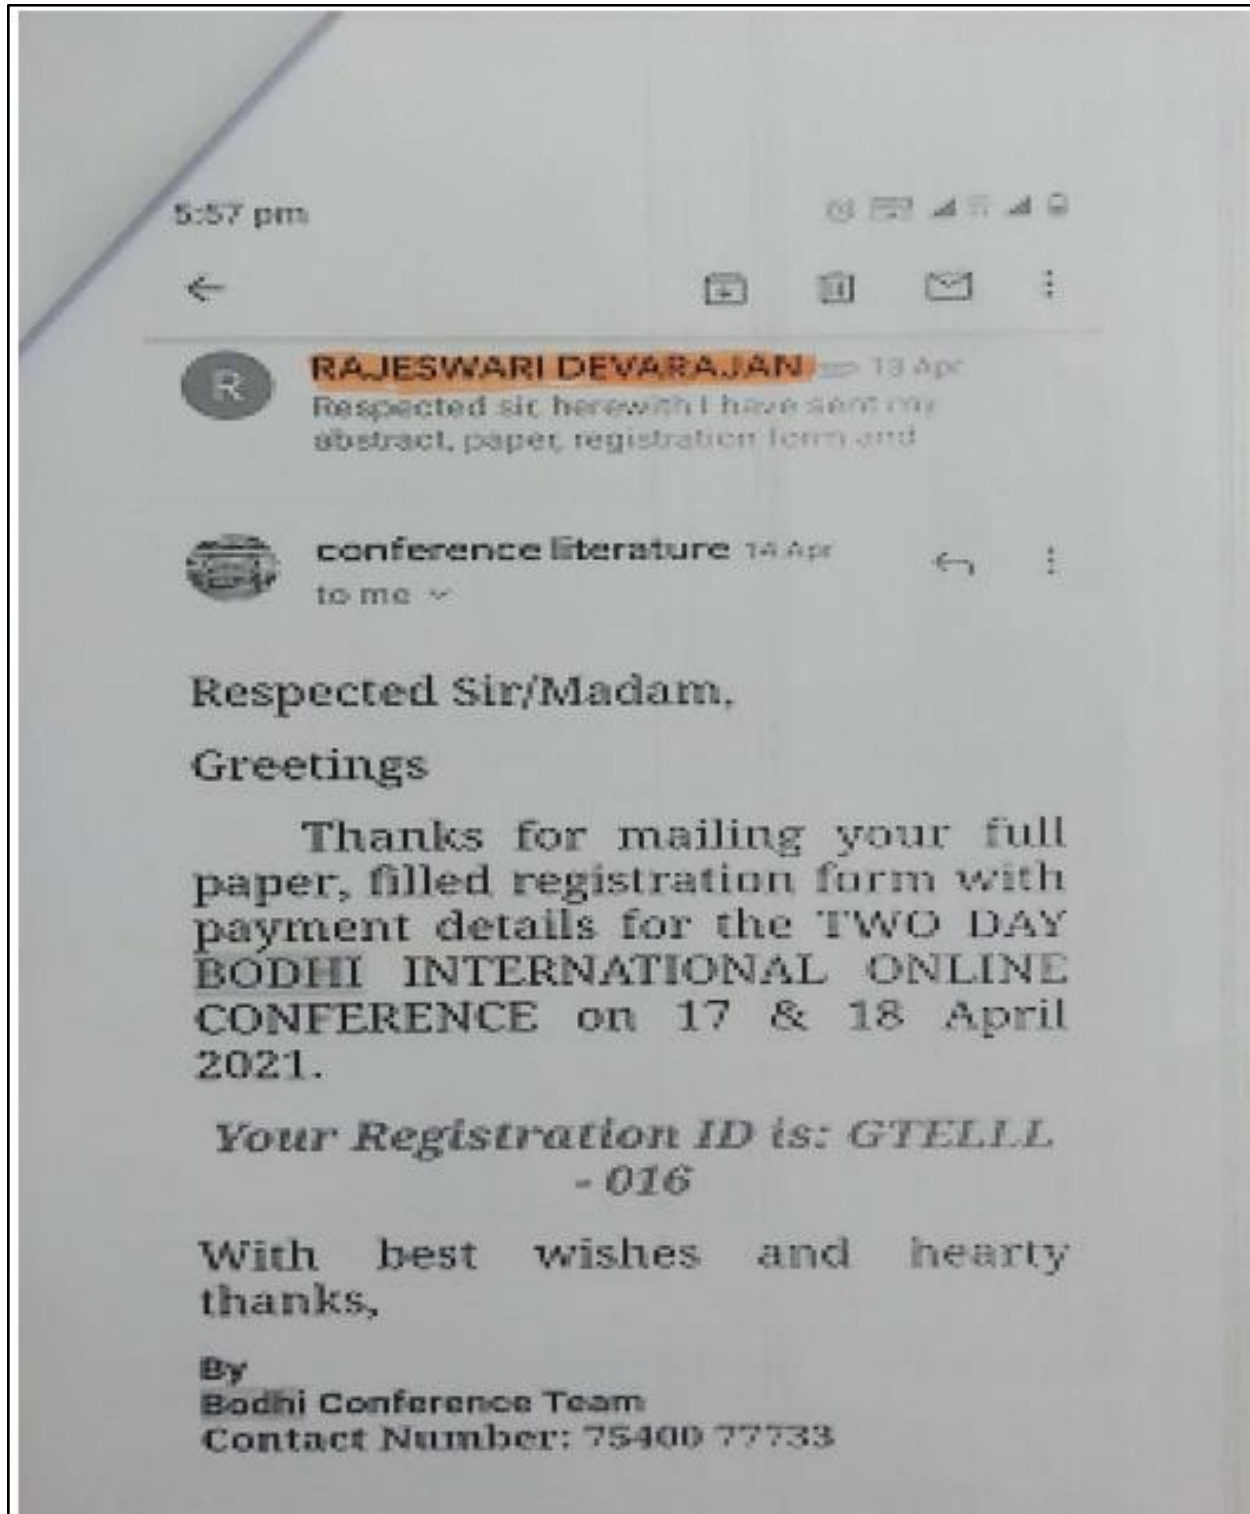 5:57 pm
RAJESWARI DEVARAJAN 13 Apr
Respected sir, herewith I have sent my
abstract, paper, registration form and
conference literature 14 Apr
to me
Respected Sir/Madam,
Greetings
Thanks for mailing your full
paper, filled registration form with
payment details for the TWO DAY
BODHI INTERNATIONAL ONLINE
CONFERENCE on 17 & 18 April
2021.
Your Registration ID is: GTELLL
- 016
With best wishes and hearty
thanks,
By
Bodhi Conference Team
Contact Number: 75400 77733